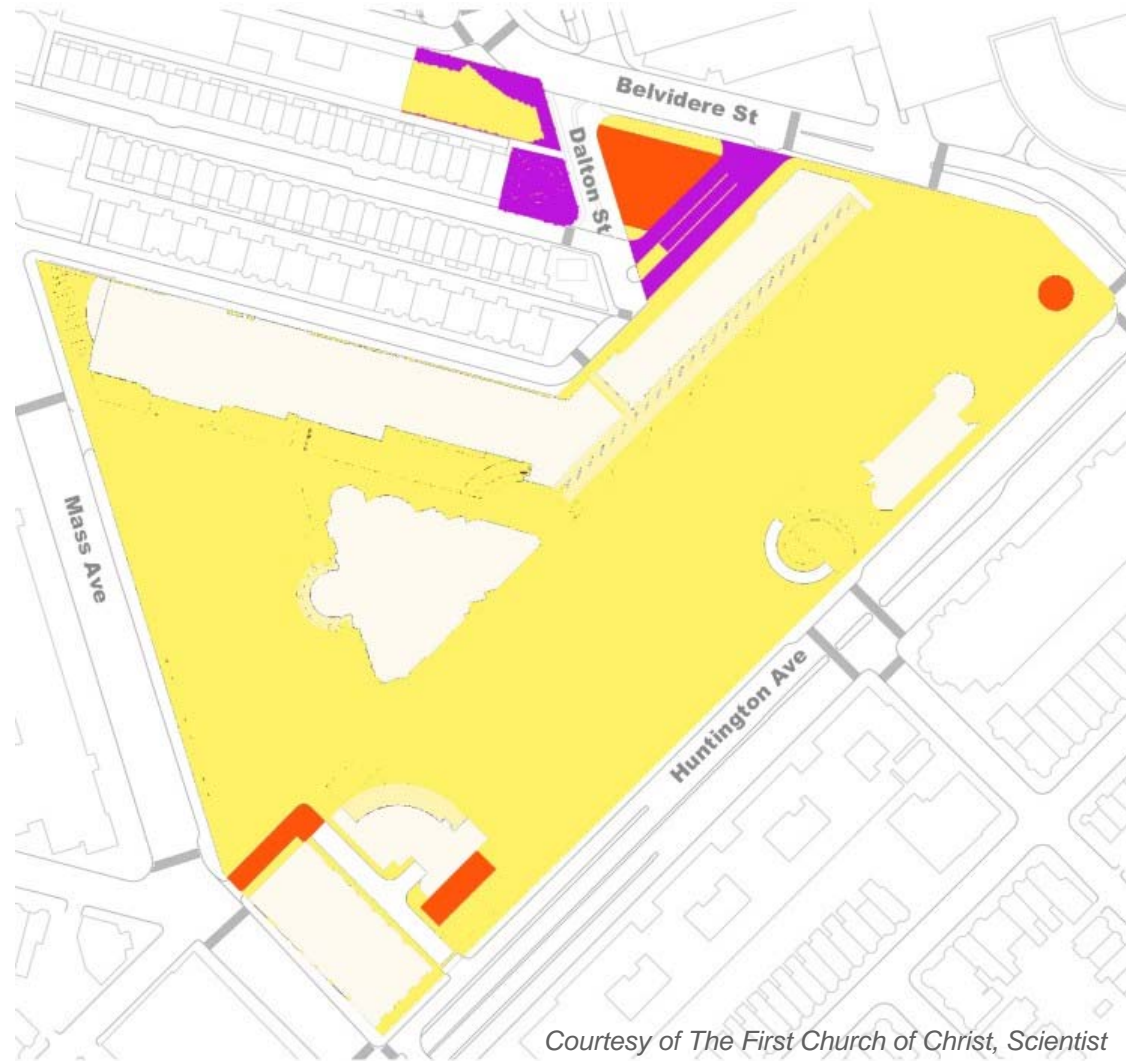 Belvidere St
Dalton St
Mass Ave
Huntington Ave
Courtesy of The First Church of Christ, Scientist